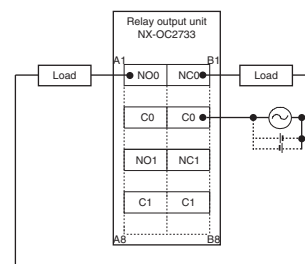 Relay output unit
NX-OC2733
A1 B1
Load NO0 NC0 Load
C0 C0
NO1 NC1
C1 C1
A8 B8